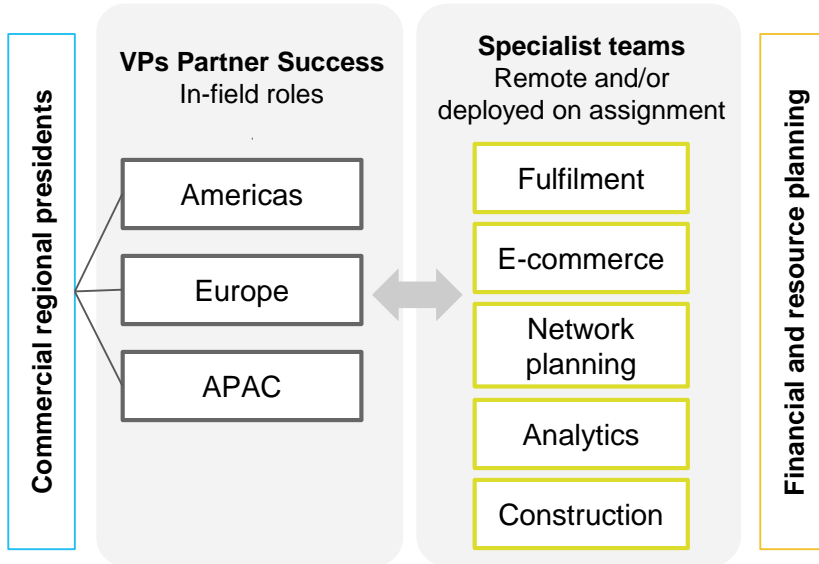 Commercial regional presidents
VPs Partner Success
In-field roles
Americas
Europe
APAC
Specialist teams
Remote and/or
deployed on assignment
Fulfilment
E-commerce
Network
planning
Analytics
Construction
Financial and resource planning